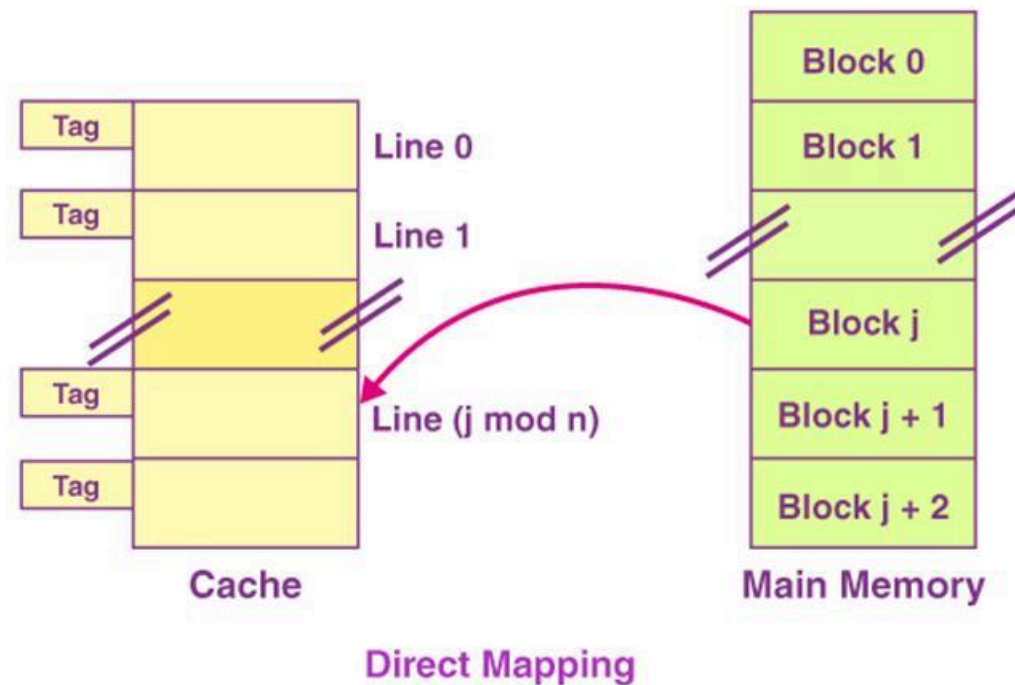 Tag
Line 0
Tag
Line 1
Tag
Line (j mod n)
Tag
Cache
Block 0
Block 1
Block j
Block j + 1
Block j + 2
Main Memory
Direct Mapping